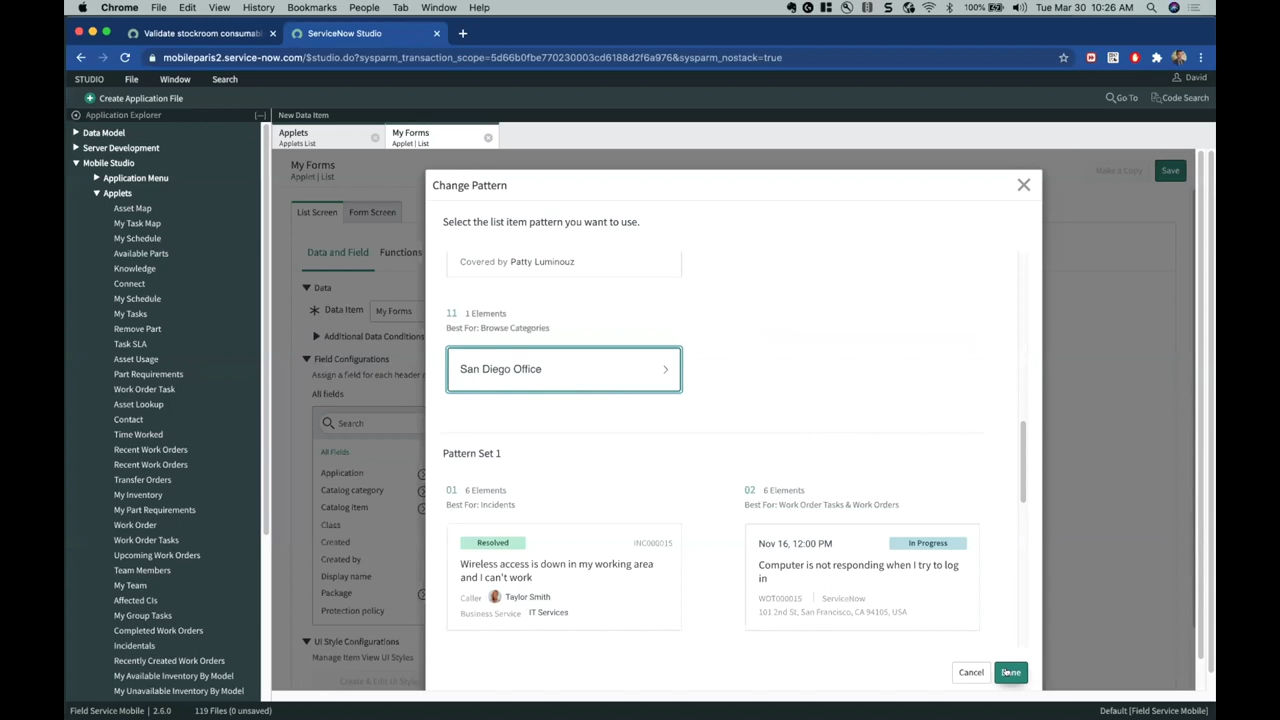 Chrome File Edit View History Bookmarks People Tab Window Help 100% Tue Mar 30 10:26 AM
Validate stockroom consumabl ServiceNow Studio
mobileparis2.service-now.com/$studio.do?sysparm_transaction_scope=5d66b0fbe770230003cd6188d2f6a976&sysparm_nostack=true
STUDIO File Window Search David
Create Application File Go To Code Search
Application Explorer [—] New Data Item
Data Model
Server Development
Mobile Studio
Application Menu
Applets
Asset Map
My Task Map
My Schedule
Available Parts
Knowledge
Connect
My Schedule
My Tasks
Remove Part
Task SLA
Asset Usage
Part Requirements
Work Order Task
Asset Lookup
Contact
Time Worked
Recent Work Orders
Recent Work Orders
Transfer Orders
My Inventory
My Part Requirements
Work Order
Work Order Tasks
Upcoming Work Orders
Team Members
My Team
Affected CIs
My Group Tasks
Completed Work Orders
Incidentals
Recently Created Work Orders
My Available Inventory By Model
My Unavailable Inventory By Model
Applets
Applets List
My Forms
Applet | List
My Forms
Applet | List
Make a Copy Save
List Screen Form Screen
Data and Field Functions
Data
Data Item My Forms
Additional Data Conditions
Field Configurations
Assign a field for each header
All fields
Search
All Fields
Application
Catalog category
Catalog item
Class
Created
Created by
Display name
Package
Protection policy
UI Style Configurations
Manage Item View UI Styles
Create & Edit UI
Change Pattern
Select the list item pattern you want to use.
Covered by Patty Luminouz
11 1 Elements
Best For: Browse Categories
San Diego Office
Pattern Set 1
01 6 Elements
Best For: Incidents
Resolved INC000015
Wireless access is down in my working area
and I can't work
Caller Taylor Smith
Business Service IT Services
02 6 Elements
Best For: Work Order Tasks & Work Orders
Nov 16, 12:00 PM In Progress
Computer is not responding when I try to log
in
WOT000015 | ServiceNow
101 2nd St, San Francisco, CA 94105, USA
Cancel Done
Field Service Mobile | 2.6.0 119 Files (0 unsaved) Default [Field Service Mobile]